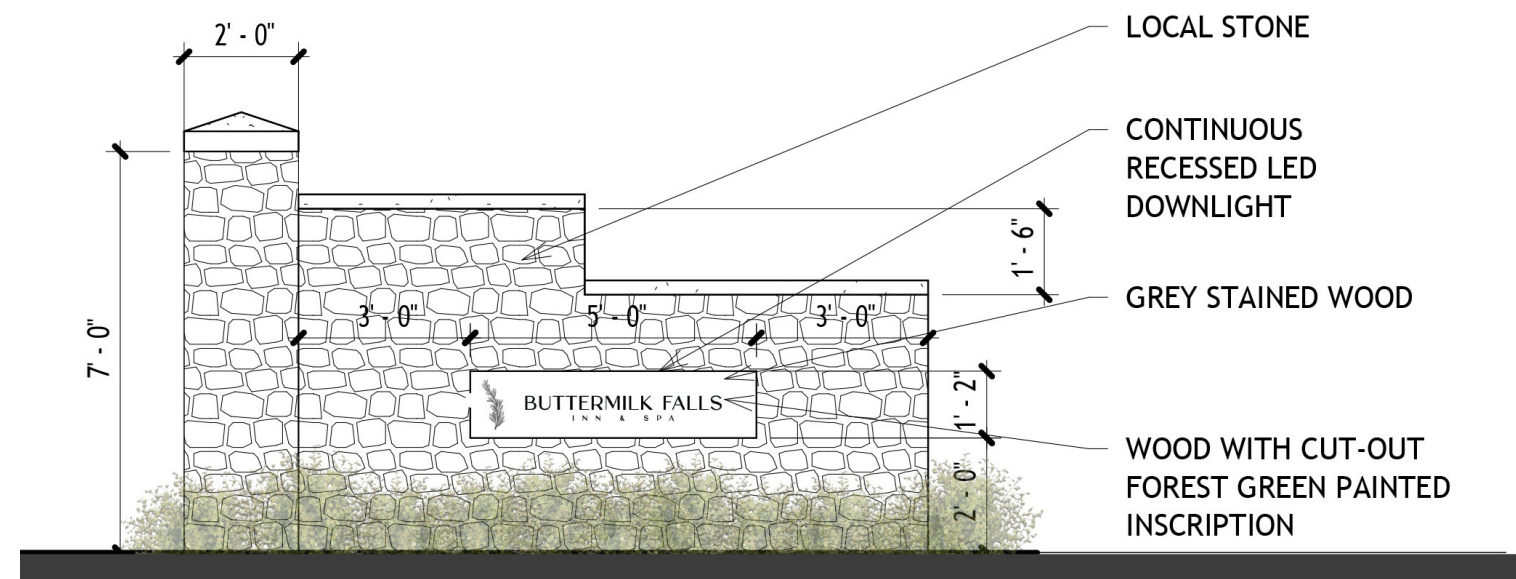 2' - 0"
LOCAL STONE
CONTINUOUS
RECESSED LED
DOWNLIGHT
1' - 6"
GREY STAINED WOOD
3' - 0"
5' - 0"
3' - 0"
7' - 0"
1' - 2"
BUTTERMILK FALLS
INN & SPA
WOOD WITH CUT-OUT
FOREST GREEN PAINTED
INSCRIPTION
2' - 0"